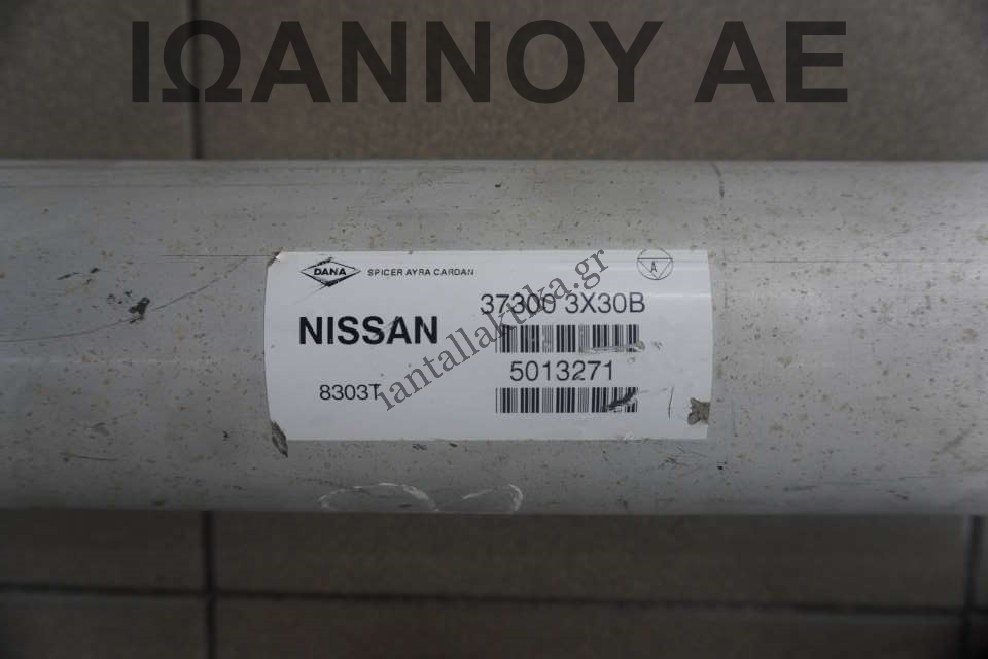 ΙΩΑΝΝΟΥ ΑΕ
DANA
SPICER AYRA CARDAN
A
37300 3X30B
NISSAN
5013271
8303T
iantallaktika.gr